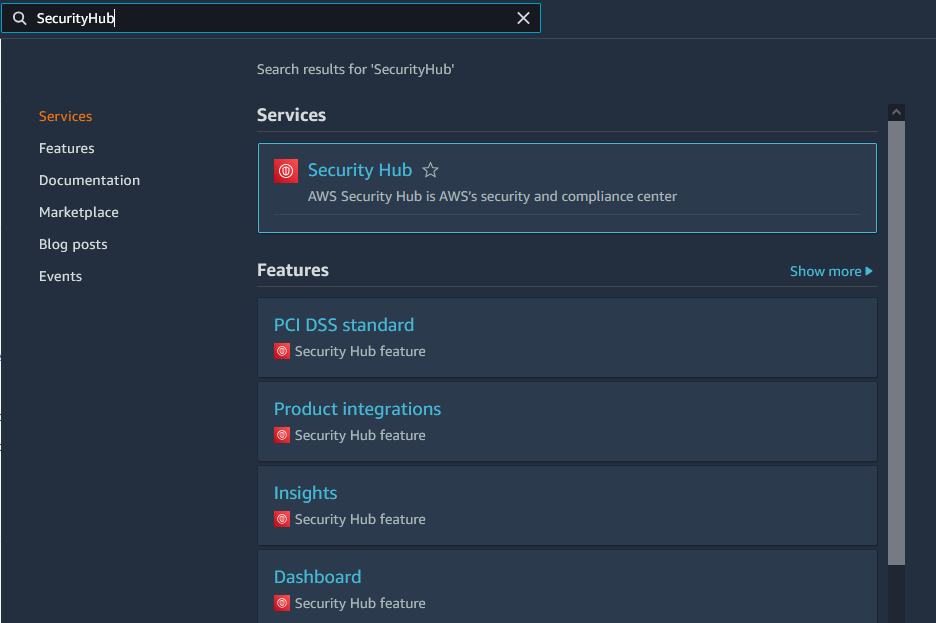 SecurityHub
Search results for 'SecurityHub'
Services
Features
Documentation
Marketplace
Blog posts
Events
Services
Security Hub
AWS Security Hub is AWS's security and compliance center
Features
Show more
PCI DSS standard
Security Hub feature
Product integrations
Security Hub feature
Insights
Security Hub feature
Dashboard
Security Hub feature